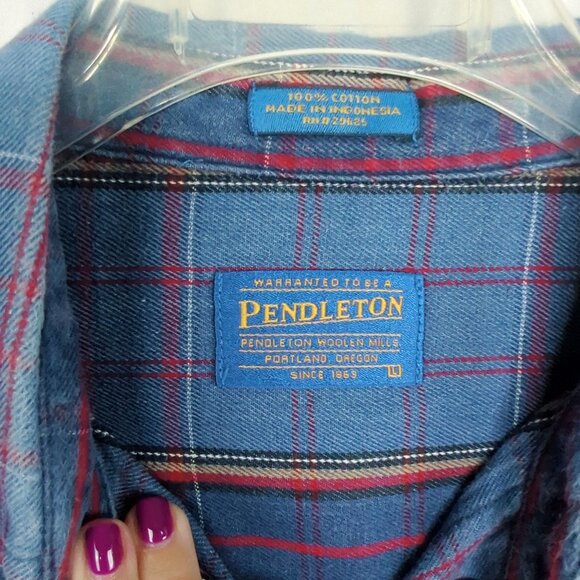 100% COTTON
MADE IN INDONESIA
RN# 29685
WARRANTED TO BE A
PENDLETON
PENDLETON WOOLEN MILLS
PORTLAND, OREGON
SINCE 1863 L